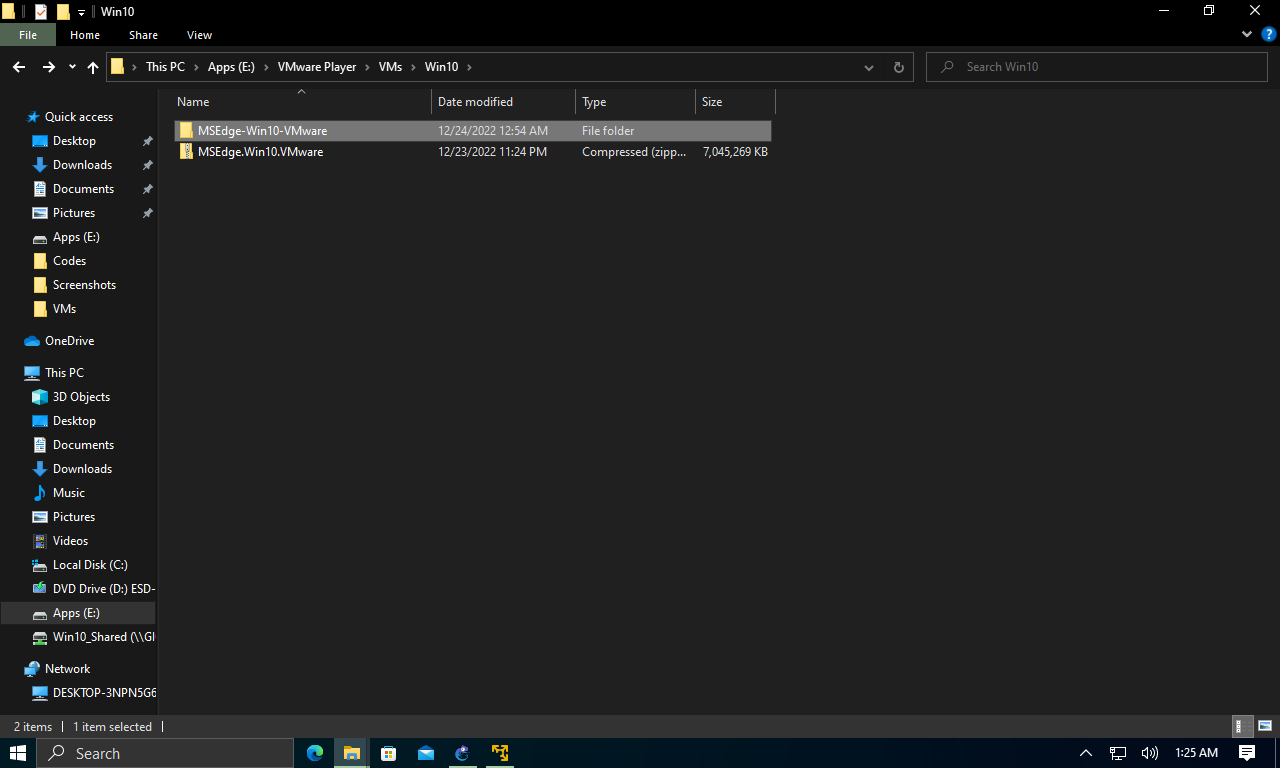 Win10
File Home Share View
This PC Apps (E:) VMware Player VMs Win10
Search Win10
Name Date modified Type Size
MSEdge-Win10-VMware 12/24/2022 12:54 AM File folder
MSEdge.Win10.VMware 12/23/2022 11:24 PM Compressed (zipp... 7,045,269 KB
Quick access
Desktop
Downloads
Documents
Pictures
Apps (E:)
Codes
Screenshots
VMs
OneDrive
This PC
3D Objects
Desktop
Documents
Downloads
Music
Pictures
Videos
Local Disk (C:)
DVD Drive (D:) ESD-
Apps (E:)
Win10_Shared (\\Gl
Network
DESKTOP-3NPN5G6
2 items 1 item selected
Search
1:25 AM